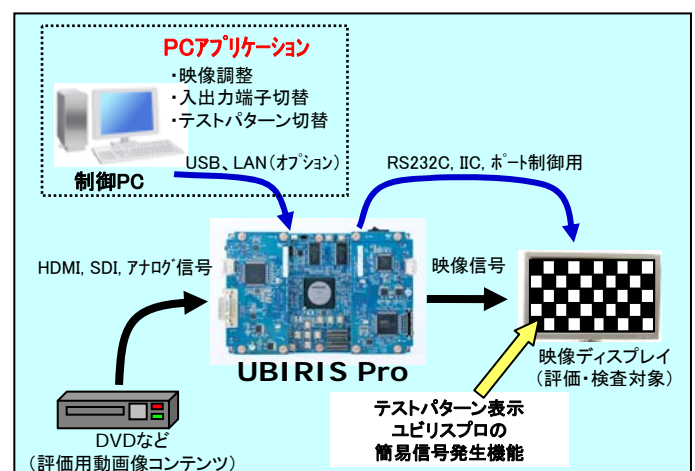 PCアプリケーション
・映像調整
・入出力端子切替
・テストパターン切替
制御PC
USB、LAN(オプション)
RS232C, IIC, ポート制御用
HDMI, SDI, アナログ信号
映像信号
UBIRIS Pro
映像ディスプレイ
(評価・検査対象)
テストパターン表示
ユビリスプロの
簡易信号発生機能
DVDなど
(評価用動画像コンテンツ)